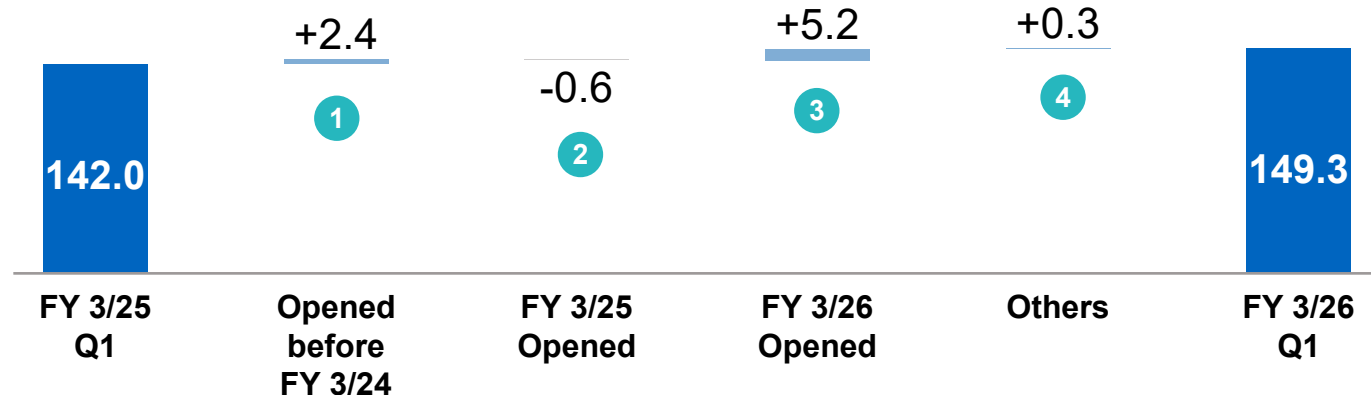 +2.4
-0.6
+5.2
+0.3
1
2
3
4
142.0
149.3
FY 3/25
Q1
Opened
before
FY 3/24
FY 3/25
Opened
FY 3/26
Opened
Others
FY 3/26
Q1